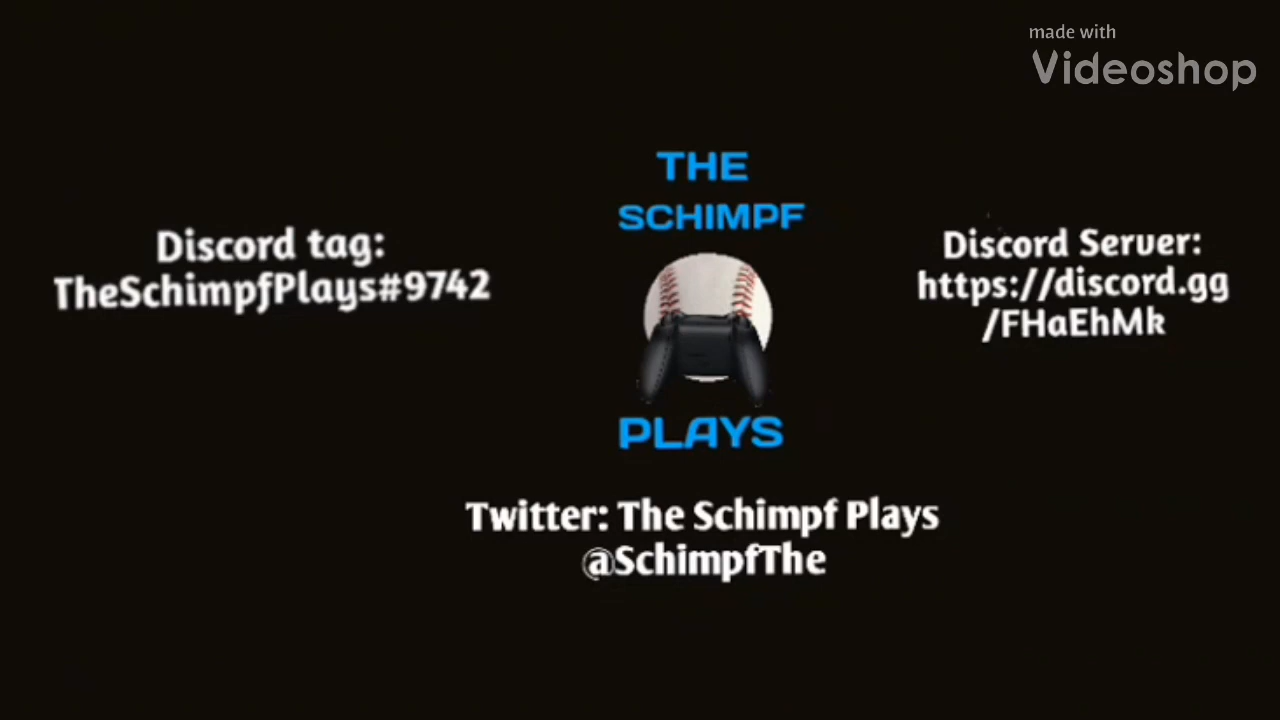 made with
Videoshop
THE
SCHIMPF
Discord tag:
TheSchimpfPlays#9742
Discord Server:
https://discord.gg
/FHaEhMk
PLAYS
Twitter: The Schimpf Plays
@SchimpfThe